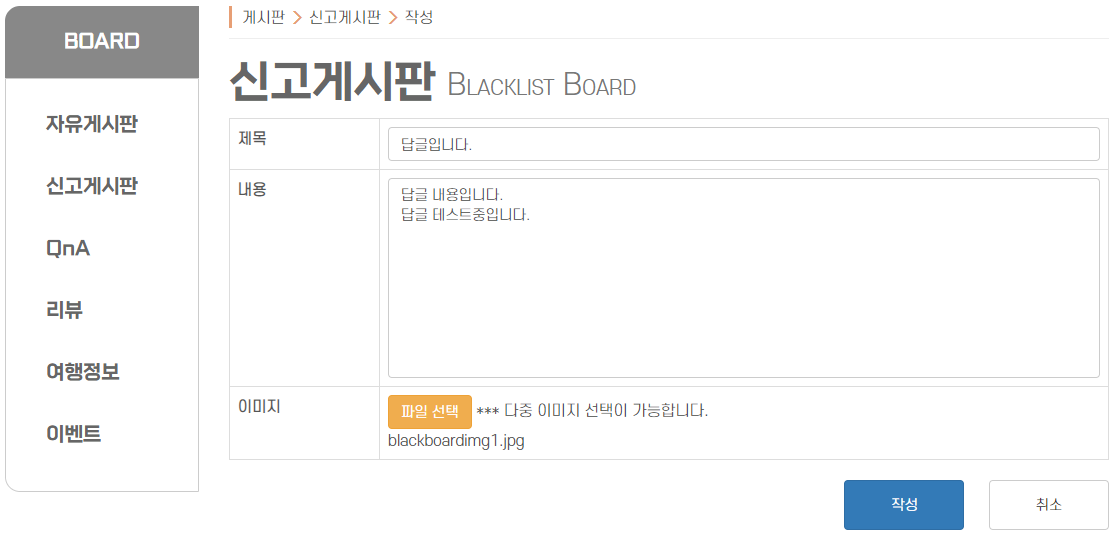 BOARD
자유게시판
신고게시판
QnA
리뷰
여행정보
이벤트
게시판 > 신고게시판 > 작성
신고게시판 BLACKLIST BOARD
제목 답글입니다.
내용 답글 내용입니다.
답글 테스트중입니다.
이미지 파일 선택 *** 다중 이미지 선택이 가능합니다.
blackboardimg1.jpg
작성 취소